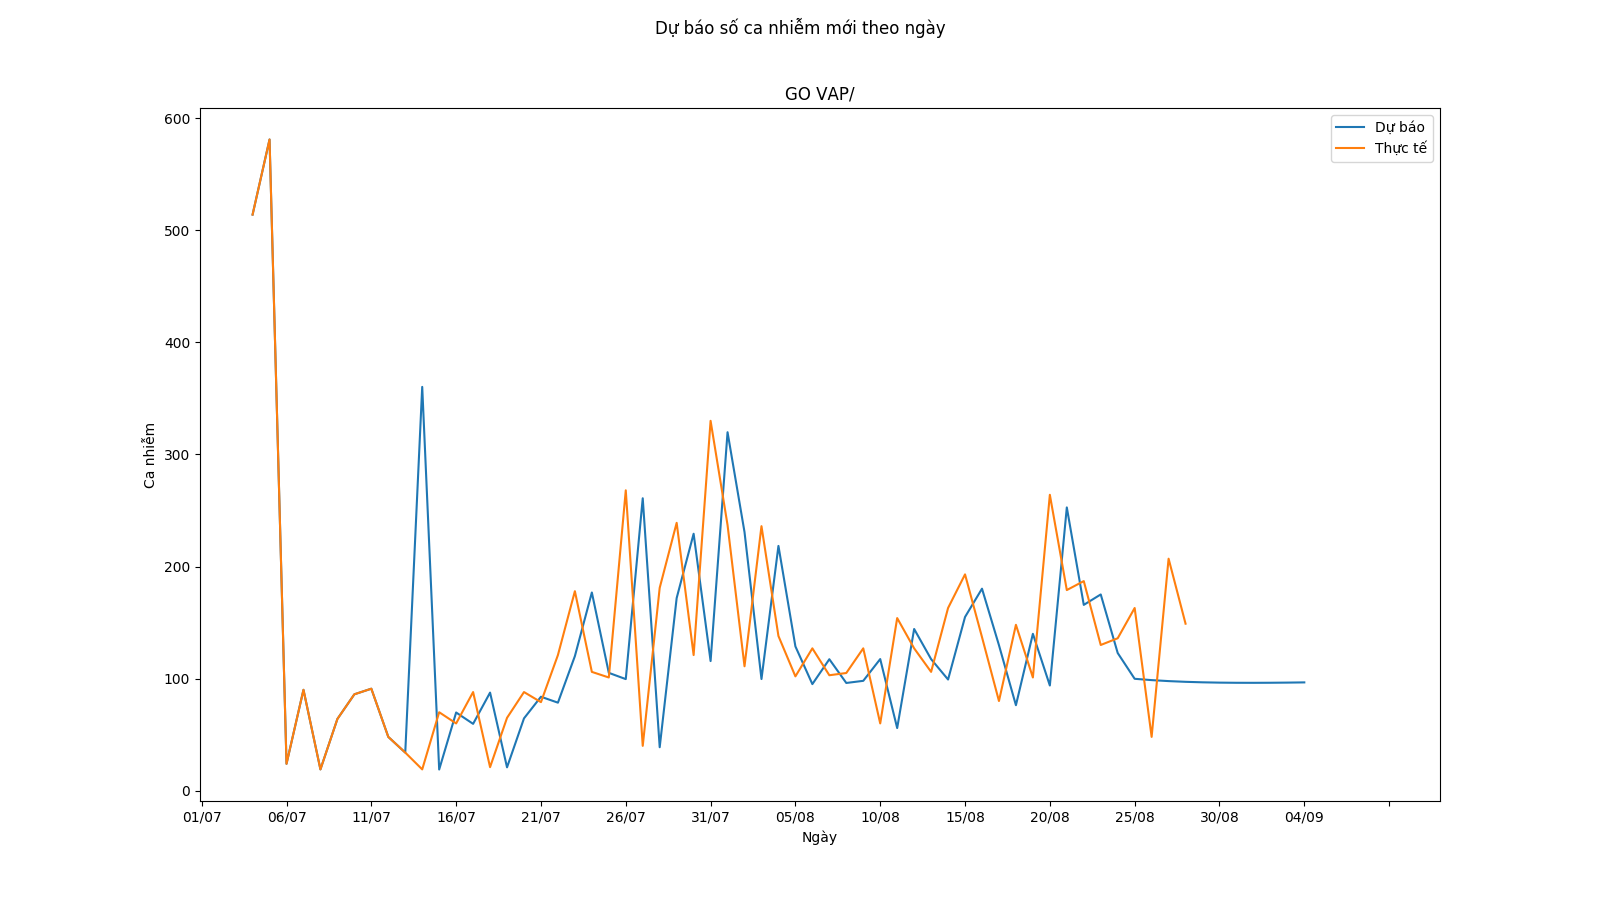 Dự báo số ca nhiễm mới theo ngày
GO VAP/
Dự báo
Thực tế
600
500
400
300
200
100
0
Ca nhiễm
01/07 06/07 11/07 16/07 21/07 26/07 31/07 05/08 10/08 15/08 20/08 25/08 30/08 04/09
Ngày